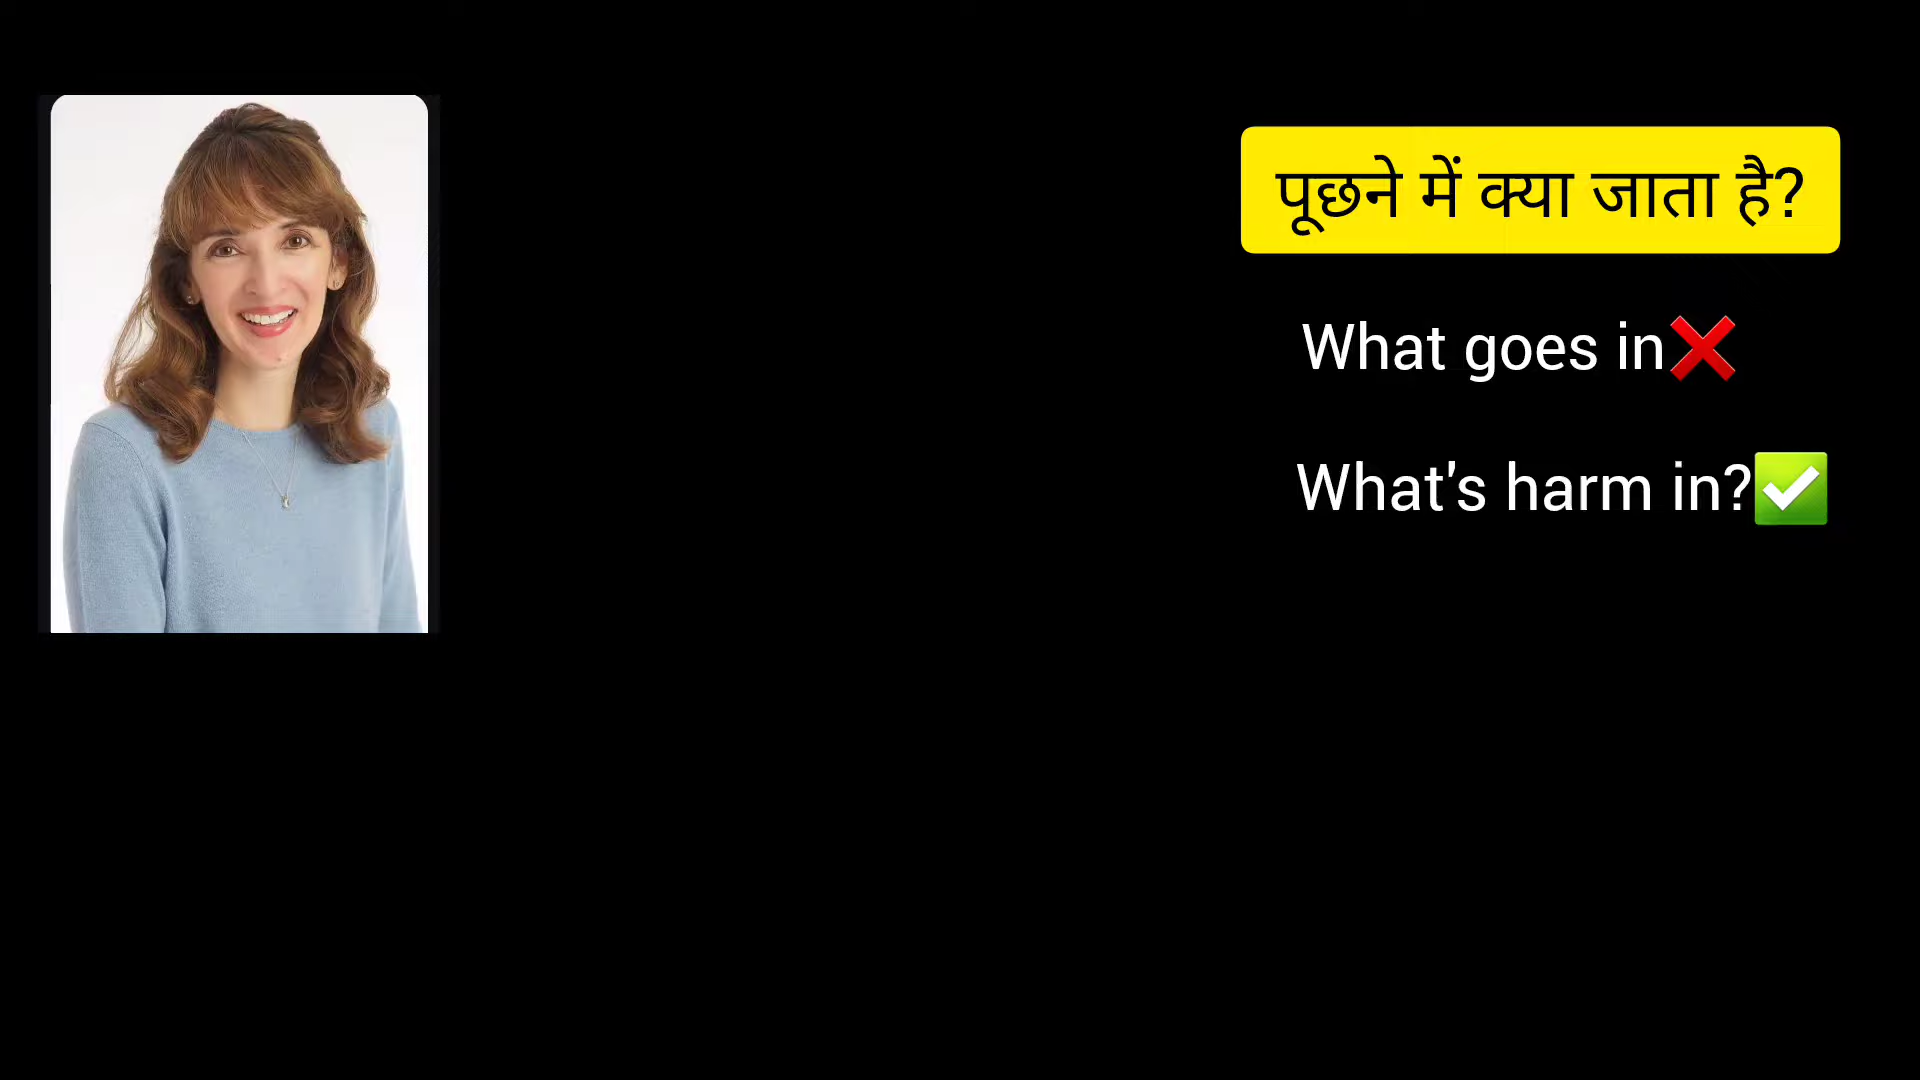 पूछने में क्या जाता है?
What goes in❌
What's harm in?✅